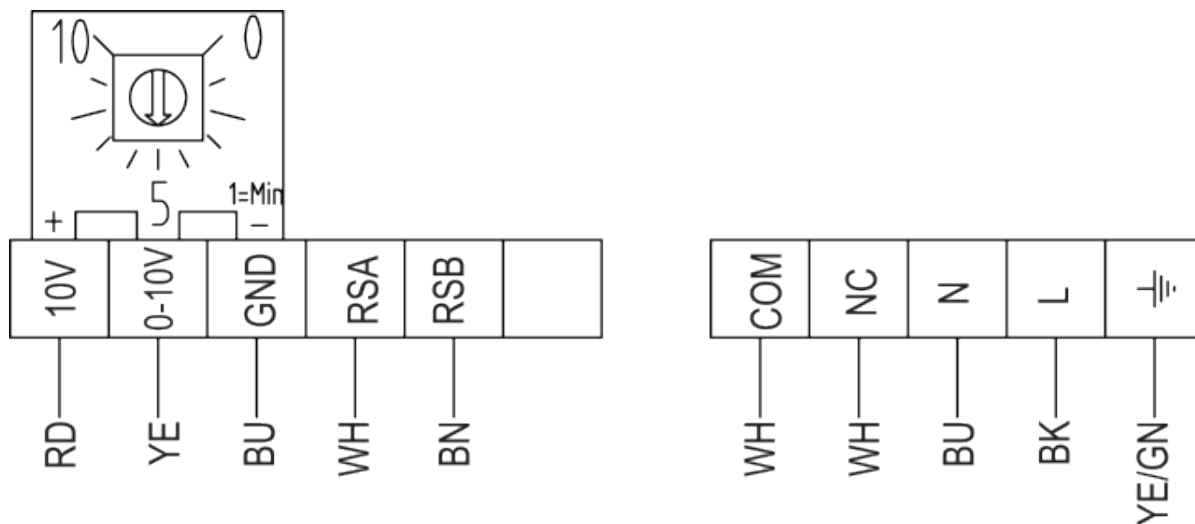 10 0
5 1=Min
+ −
10V 0-10V GND RSA RSB COM NC N L
RD YE BU WH BN WH WH BU BK YE/GN